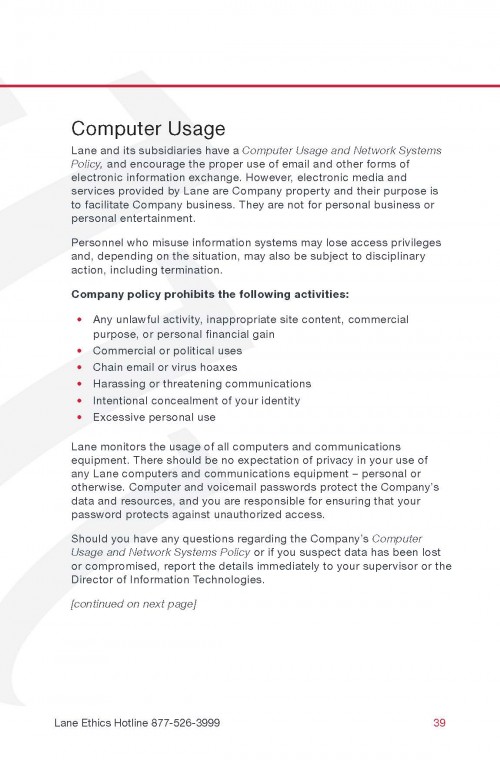 Computer Usage
Lane and its subsidiaries have a Computer Usage and Network Systems
Policy, and encourage the proper use of email and other forms of
electronic information exchange. However, electronic media and
services provided by Lane are Company property and their purpose is
to facilitate Company business. They are not for personal business or
personal entertainment.
Personnel who misuse information systems may lose access privileges
and, depending on the situation, may also be subject to disciplinary
action, including termination.
Company policy prohibits the following activities:
• Any unlawful activity, inappropriate site content, commercial
purpose, or personal financial gain
• Commercial or political uses
• Chain email or virus hoaxes
• Harassing or threatening communications
• Intentional concealment of your identity
• Excessive personal use
Lane monitors the usage of all computers and communications
equipment. There should be no expectation of privacy in your use of
any Lane computers and communications equipment – personal or
otherwise. Computer and voicemail passwords protect the Company's
data and resources, and you are responsible for ensuring that your
password protects against unauthorized access.
Should you have any questions regarding the Company's Computer
Usage and Network Systems Policy or if you suspect data has been lost
or compromised, report the details immediately to your supervisor or the
Director of Information Technologies.
[continued on next page]
Lane Ethics Hotline 877-526-3999 39